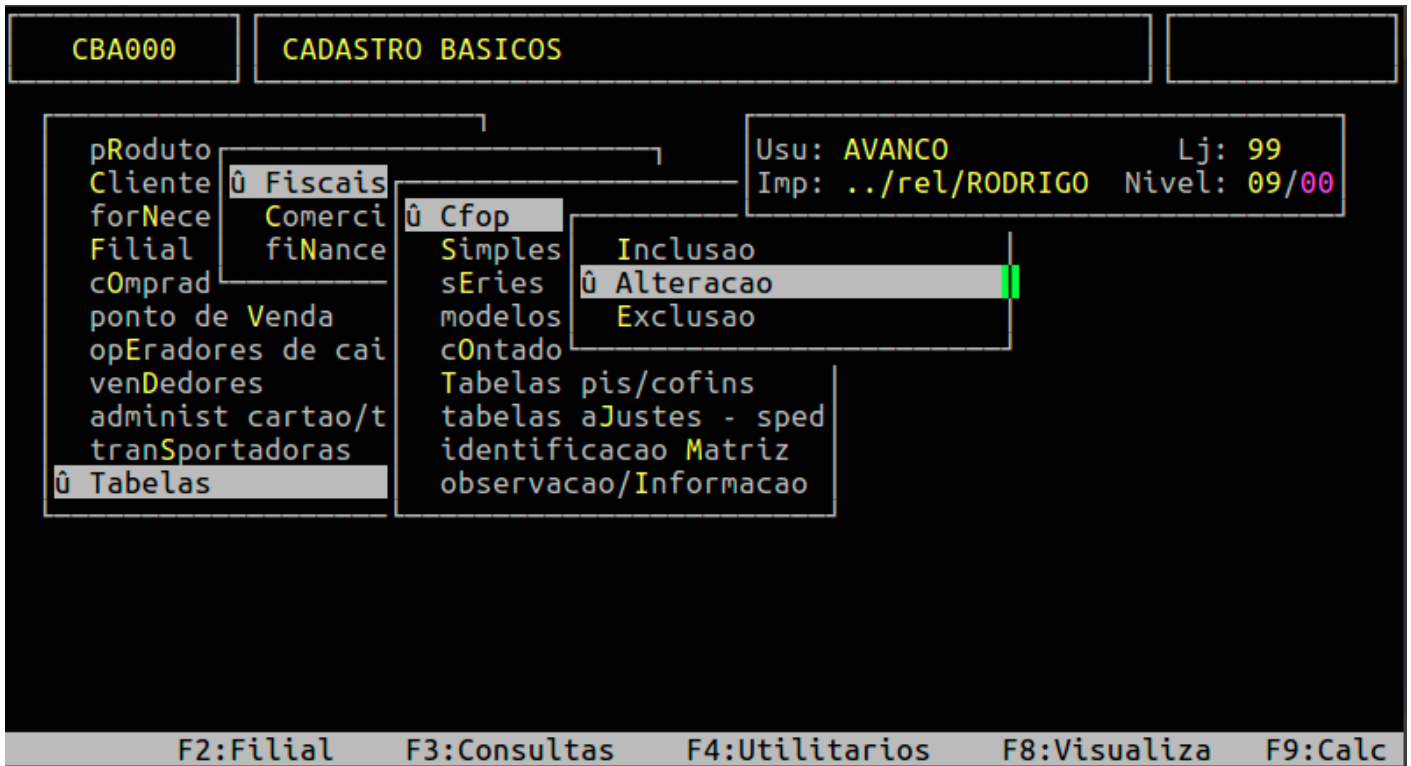 CBA000 CADASTRO BASICOS
Usu: AVANCO Lj: 99
Imp: ../rel/RODRIGO Nivel: 09/00
pRoduto
Cliente
forNece
Filial
cOmprad
ponto de Venda
opEradores de cai
venDedores
administ cartao/t
tranSportadoras
û Tabelas
û Fiscais
Comerci
fiNance
û Cfop
Simples
sEries
modelos
cOntado
Tabelas pis/cofins
tabelas aJustes - sped
identificacao Matriz
observacao/Informacao
Inclusao
û Alteracao
Exclusao
F2:Filial F3:Consultas F4:Utilitarios F8:Visualiza F9:Calc